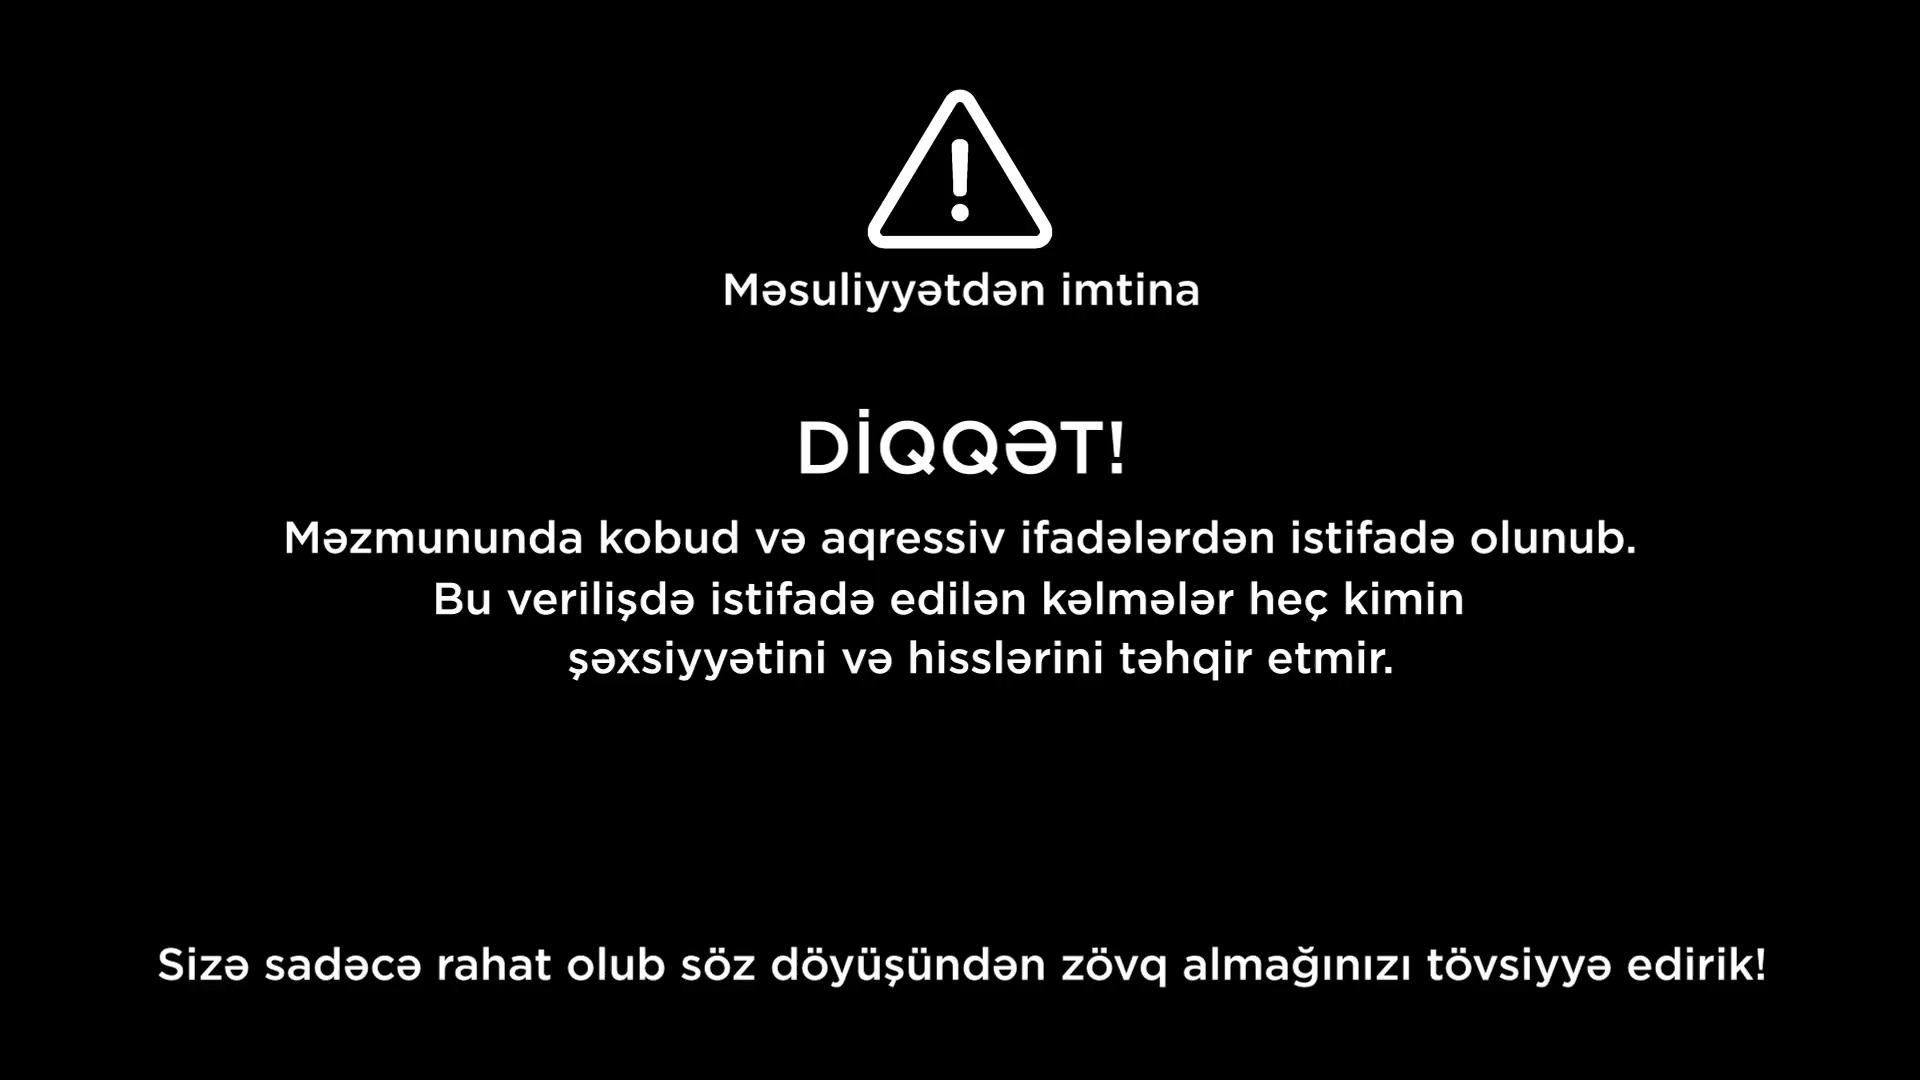 Məsuliyyətdən imtina
DİQQƏT!
Məzmununda kobud və aqressiv ifadələrdən istifadə olunub.
Bu verilişdə istifadə edilən kəlmələr heç kimin
şəxsiyyətini və hisslərini təhqir etmir.
Sizə sadəcə rahat olub söz döyüşündən zövq almağınızı tövsiyyə edirik!